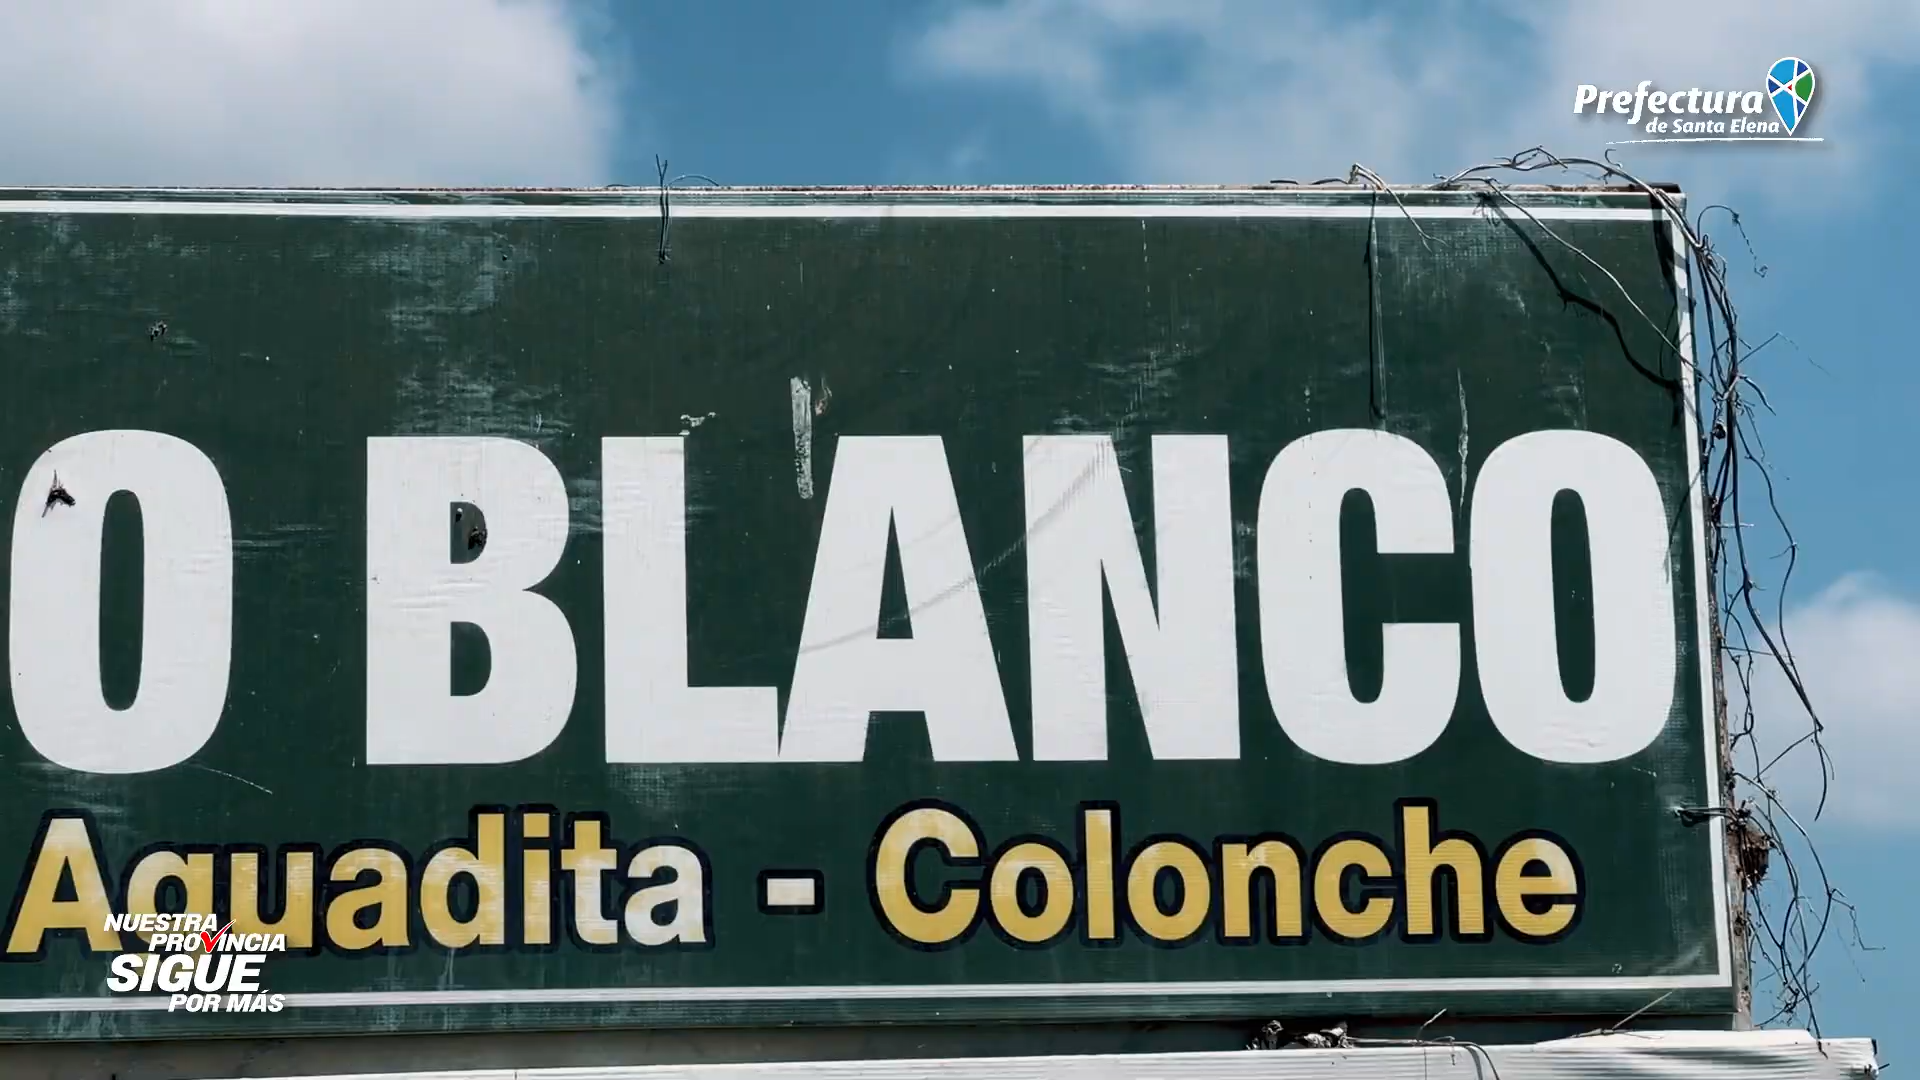 Prefectura
de Santa Elena
O BLANCO
Aguadita - Colonche
NUESTRA
PROVINCIA
SIGUE
POR MÁS